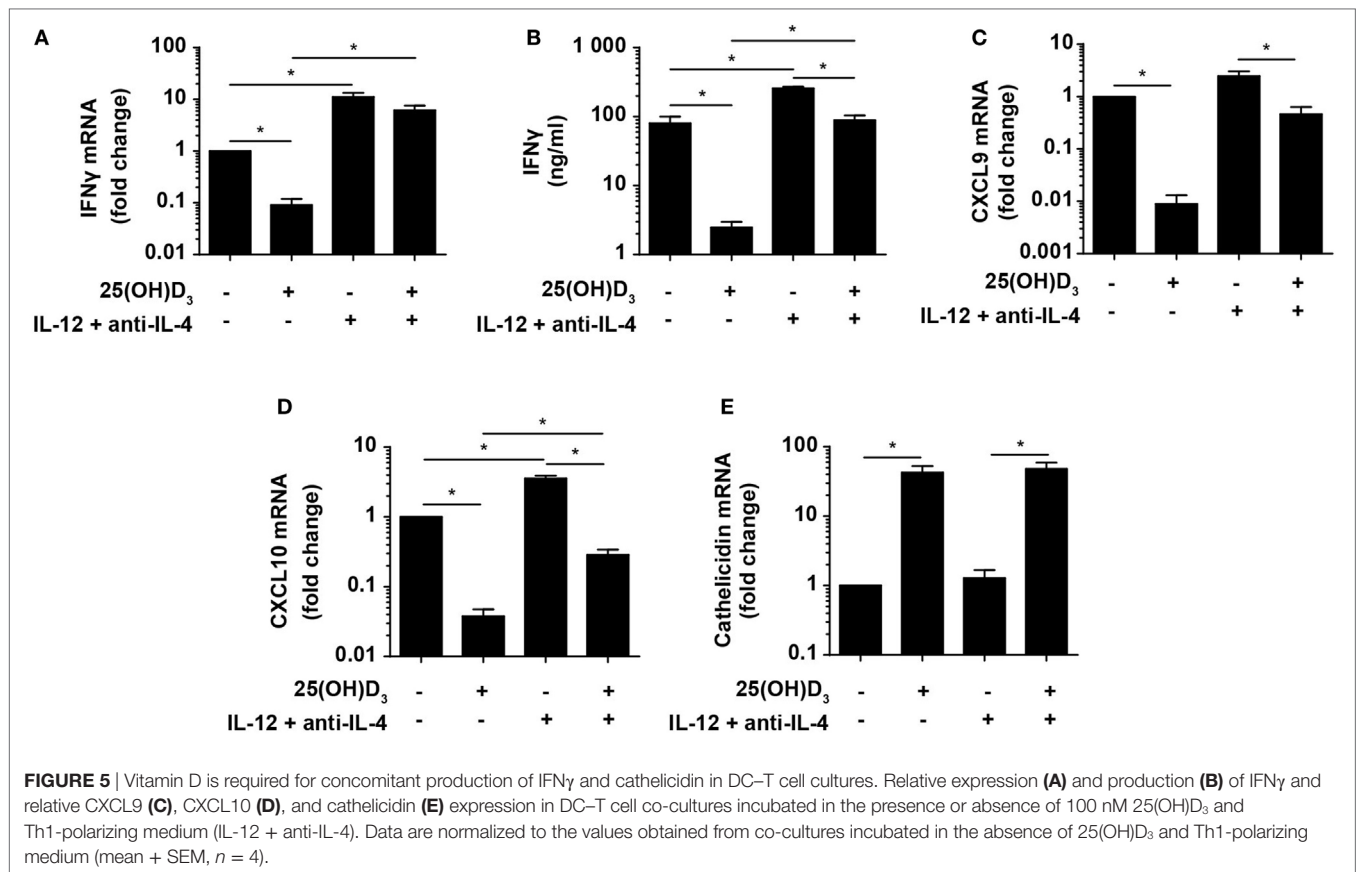 A
IFNγ mRNA
(fold change)
100
10
1
0.1
0.01
*
*
*
25(OH)D₃ - + - +
IL-12 + anti-IL-4 - - + +
B
IFNγ
(ng/ml)
1 000
100
10
1
*
*
*
*
25(OH)D₃ - + - +
IL-12 + anti-IL-4 - - + +
C
CXCL9 mRNA
(fold change)
10
1
0.1
0.01
0.001
*
*
25(OH)D₃ - + - +
IL-12 + anti-IL-4 - - + +
D
CXCL10 mRNA
(fold change)
10
1
0.1
0.01
*
*
*
*
25(OH)D₃ - + - +
IL-12 + anti-IL-4 - - + +
E
Cathelicidin mRNA
(fold change)
100
10
1
0.1
*
*
25(OH)D₃ - + - +
IL-12 + anti-IL-4 - - + +
FIGURE 5 | Vitamin D is required for concomitant production of IFNγ and cathelicidin in DC–T cell cultures. Relative expression (A) and production (B) of IFNγ and
relative CXCL9 (C), CXCL10 (D), and cathelicidin (E) expression in DC–T cell co-cultures incubated in the presence or absence of 100 nM 25(OH)D₃ and
Th1-polarizing medium (IL-12 + anti-IL-4). Data are normalized to the values obtained from co-cultures incubated in the absence of 25(OH)D₃ and Th1-polarizing
medium (mean + SEM, n = 4).